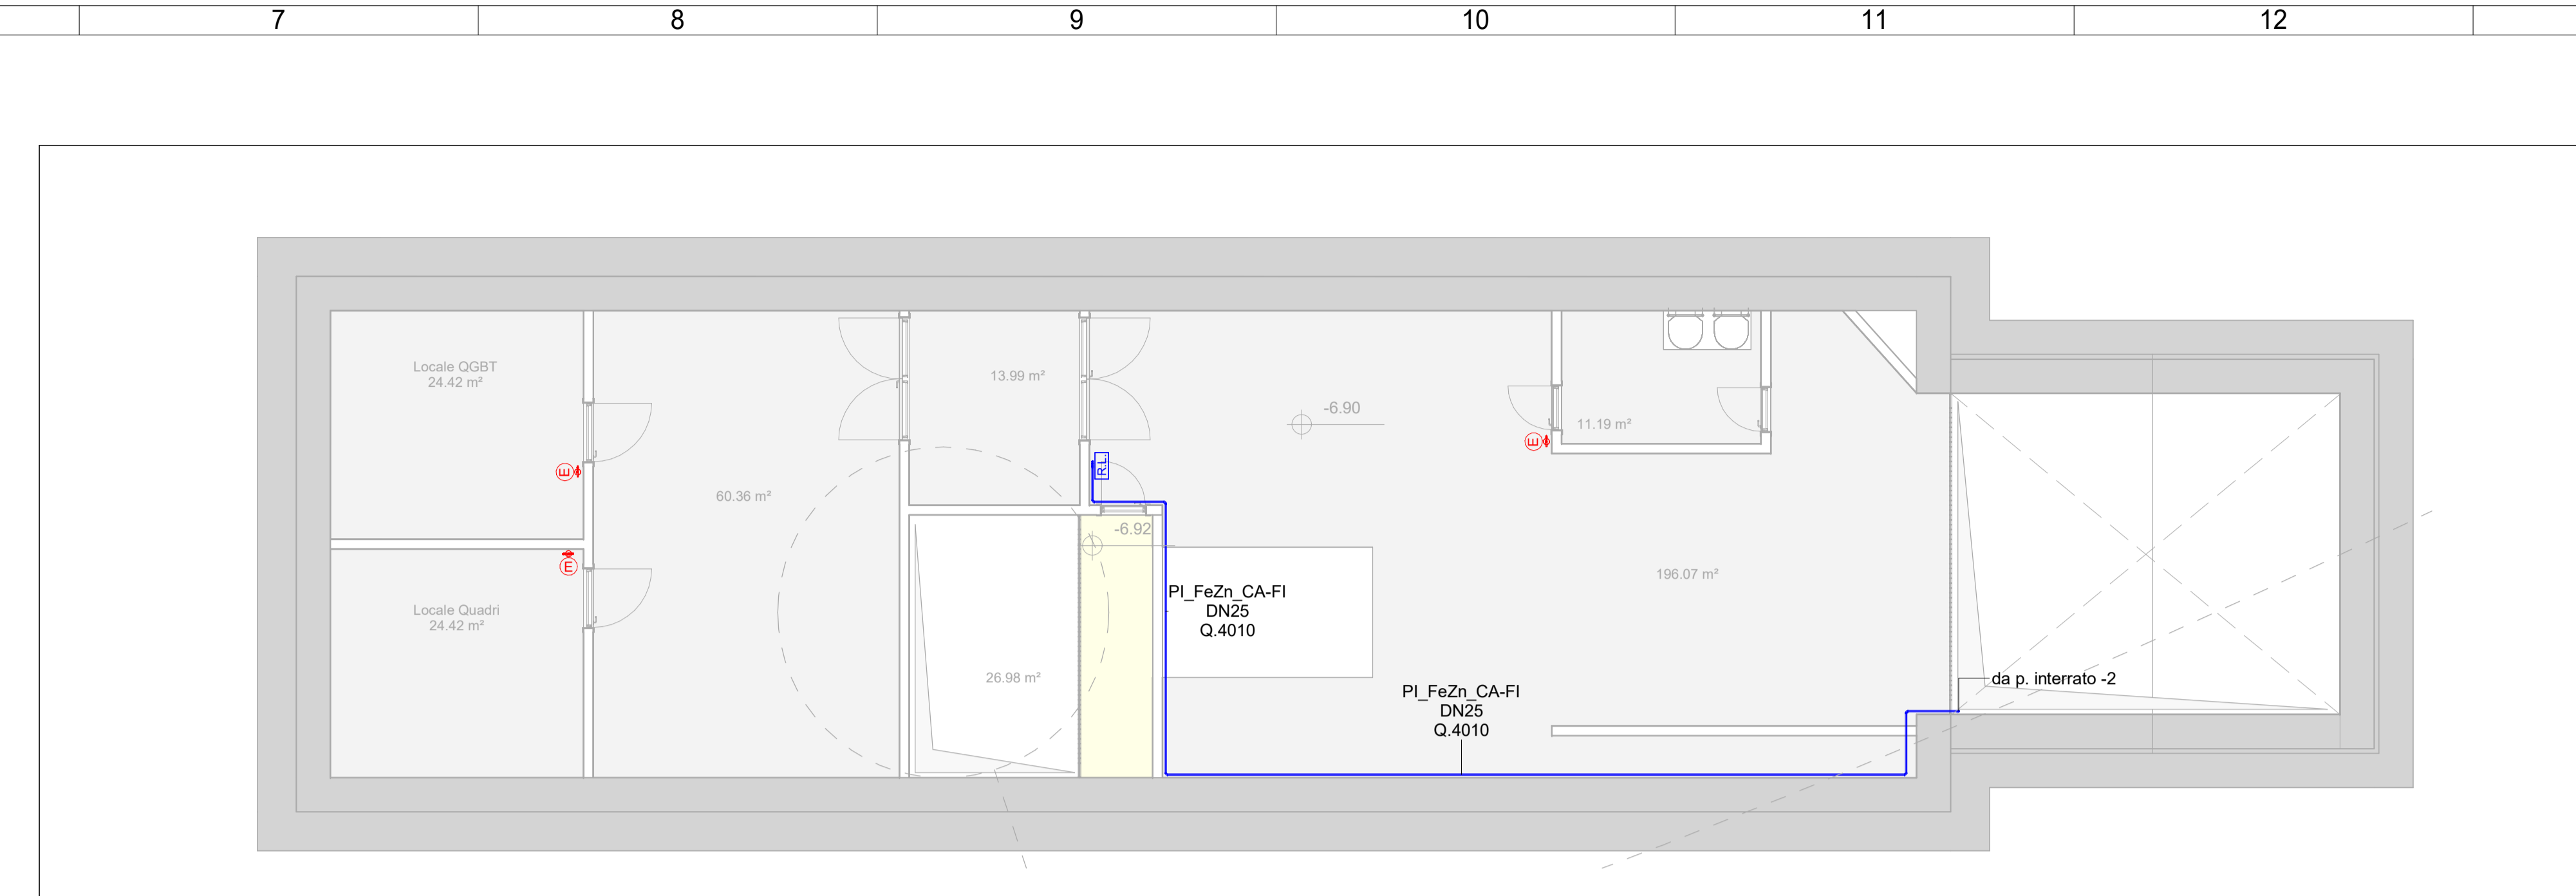 7
8
9
10
11
12
Locale QGBT
24.42 m²
13.99 m²
-6.90
11.19 m²
E
E
R.L.
60.36 m²
-6.92
E
PI_FeZn_CA-FI
DN25
Q.4010
196.07 m²
Locale Quadri
24.42 m²
26.98 m²
da p. interrato -2
PI_FeZn_CA-FI
DN25
Q.4010